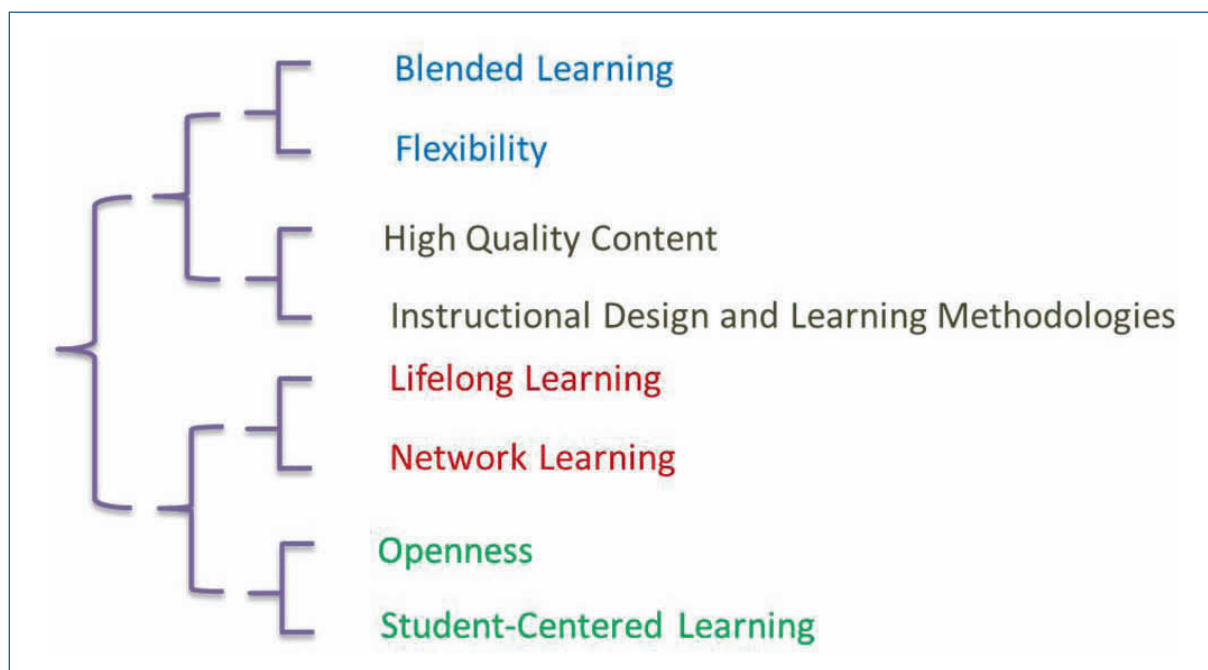 Blended Learning
Flexibility
High Quality Content
Instructional Design and Learning Methodologies
Lifelong Learning
Network Learning
Openness
Student-Centered Learning